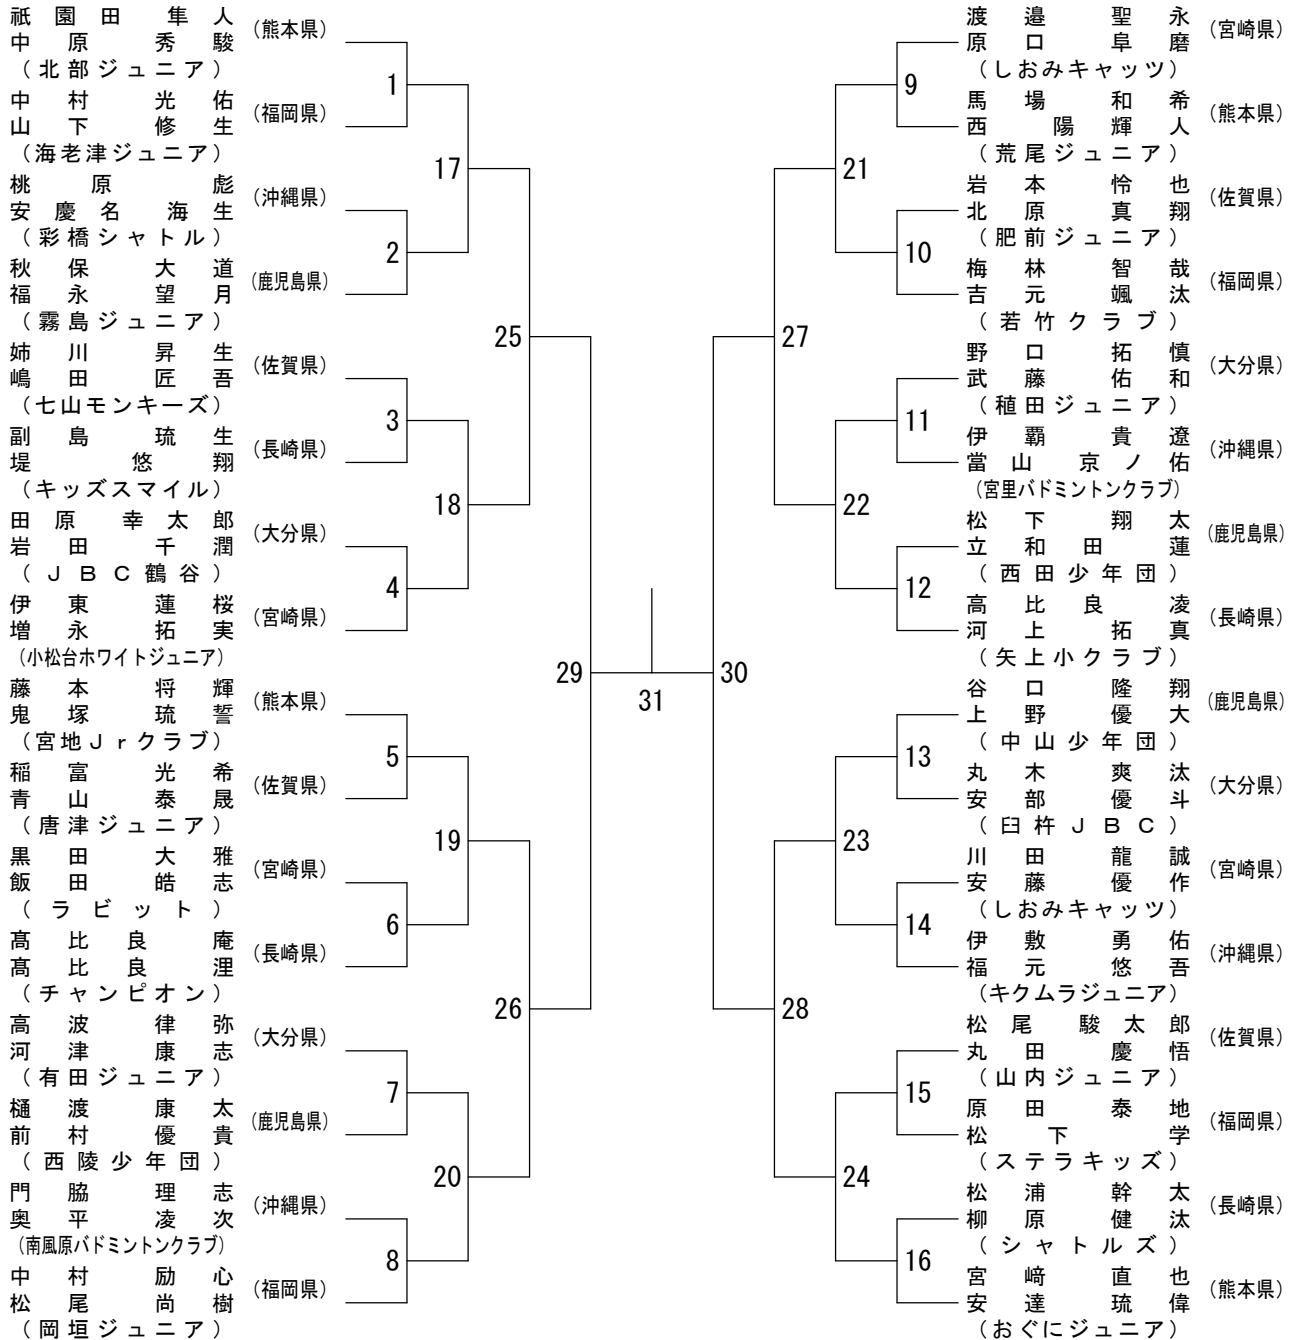 祇園田 隼人
中原 秀駿
(熊本県)
(北部ジュニア)
1
中村 光佑
山下 修生
(福岡県)
(海老津ジュニア)
17
桃原 彪
安慶名 海生
(沖縄県)
(彩橋シャトル)
2
秋保 大道
福永 望月
(鹿児島県)
(霧島ジュニア)
25
姉川 昇生
嶋田 匠吾
(佐賀県)
(七山モンキーズ)
3
副島 琉生
堤 悠翔
(長崎県)
(キッズスマイル)
18
田原 幸太郎
岩田 千潤
(大分県)
(JBC鶴谷)
4
伊東 蓮桜
増永 拓実
(宮崎県)
(小松台ホワイトジュニア)
29
藤本 将輝
鬼塚 琉誓
(熊本県)
(宮地Jrクラブ)
5
稲富 光希
青山 泰晟
(佐賀県)
(唐津ジュニア)
19
黒田 大雅
飯田 皓志
(宮崎県)
(ラビット)
6
髙比良 庵
髙比良 浬
(長崎県)
(チャンピオン)
26
高波 律弥
河津 康志
(大分県)
(有田ジュニア)
7
樋渡 康太
前村 優貴
(鹿児島県)
(西陵少年団)
20
門脇 理志
奥平 凌次
(沖縄県)
(南風原バドミントンクラブ)
8
中村 励心
松尾 尚樹
(福岡県)
(岡垣ジュニア)
31
渡邉 聖永
原口 阜磨
(宮崎県)
(しおみキャッツ)
9
馬場 和希
西 陽輝人
(熊本県)
(荒尾ジュニア)
21
岩本 怜也
北原 真翔
(佐賀県)
(肥前ジュニア)
10
梅林 智哉
吉元 颯汰
(福岡県)
(若竹クラブ)
27
野口 拓慎
武藤 佑和
(大分県)
(稙田ジュニア)
11
伊覇 貴遼
當山 京ノ佑
(沖縄県)
(宮里バドミントンクラブ)
22
松下 翔太
立和田 蓮
(鹿児島県)
(西田少年団)
12
高比良 凌
河上 拓真
(長崎県)
(矢上小クラブ)
30
谷口 隆翔
上野 優大
(鹿児島県)
(中山少年団)
13
丸木 爽汰
安部 優斗
(大分県)
(臼杵JBC)
23
川田 龍誠
安藤 優作
(宮崎県)
(しおみキャッツ)
14
伊敷 勇佑
福元 悠吾
(沖縄県)
(キクムラジュニア)
28
松尾 駿太郎
丸田 慶悟
(佐賀県)
(山内ジュニア)
15
原田 泰地
松下 学
(福岡県)
(ステラキッズ)
24
松浦 幹太
柳原 健汰
(長崎県)
(シャトルズ)
16
宮﨑 直也
安達 琉偉
(熊本県)
(おぐにジュニア)